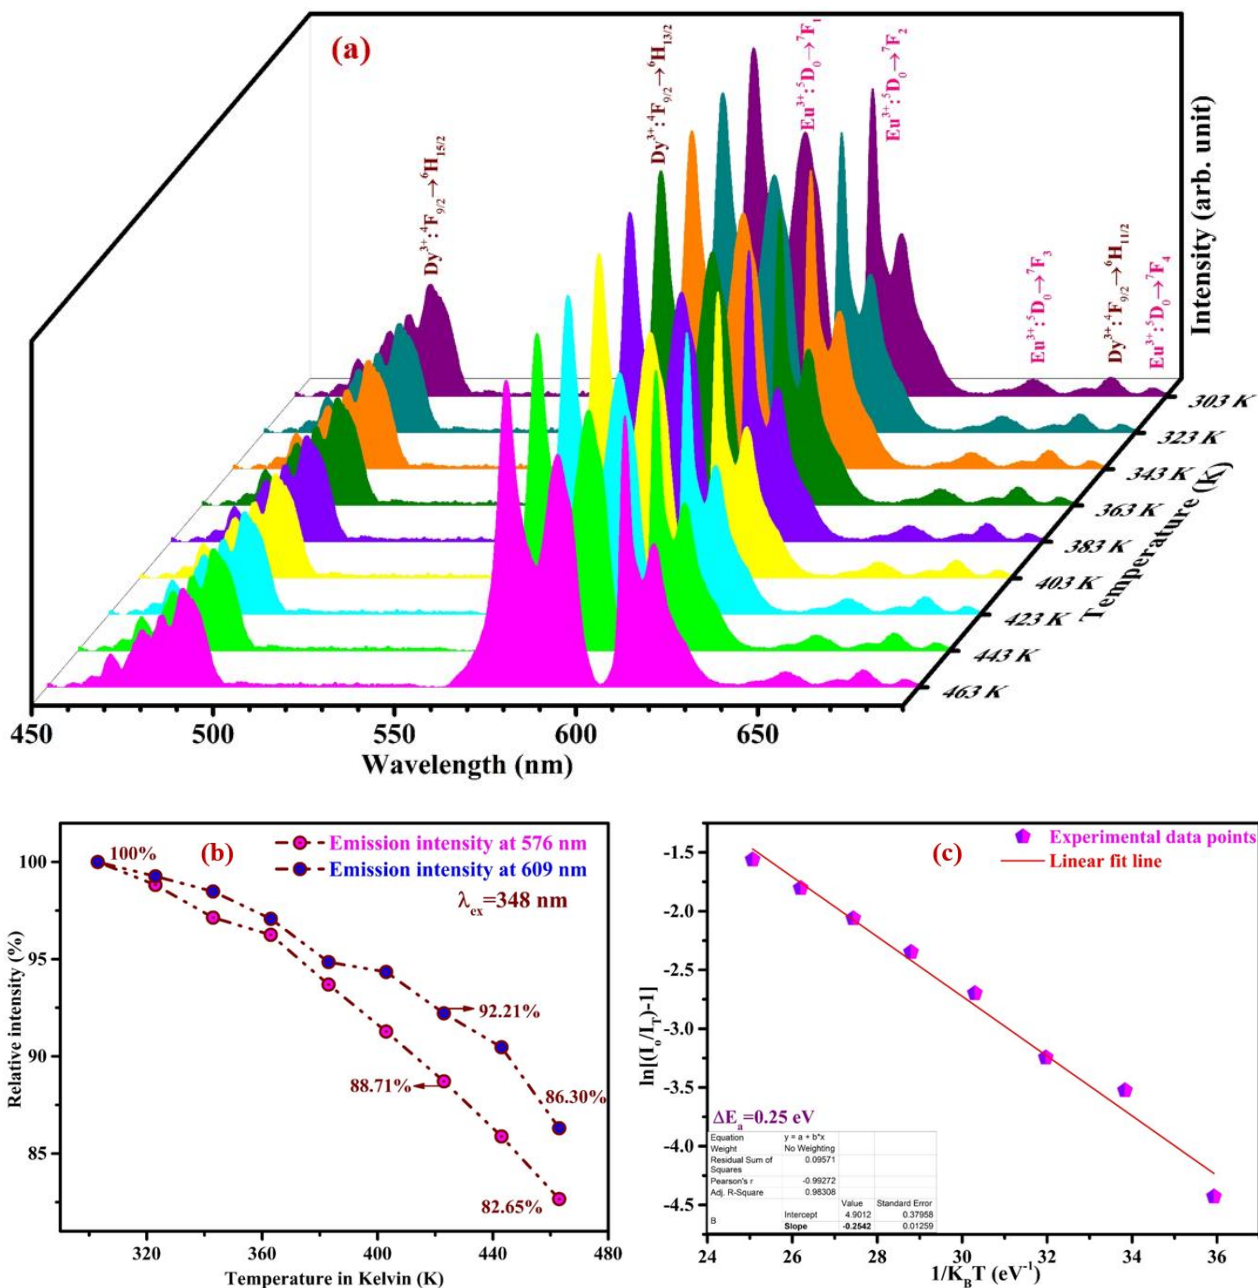 (a)
Dy³⁺:⁴F₉/₂→⁶H₁₅/₂
Dy³⁺:⁴F₉/₂→⁶H₁₃/₂
Eu³⁺:⁵D₀→⁷F₁
Eu³⁺:⁵D₀→⁷F₂
Eu³⁺:⁵D₀→⁷F₃
Dy³⁺:⁴F₉/₂→⁶H₁₁/₂
Eu³⁺:⁵D₀→⁷F₄
Intensity (arb. unit)
303 K
323 K
343 K
363 K
383 K
403 K
423 K
443 K
463 K
Temperature (K)
450 500 550 600 650
Wavelength (nm)
(b)
Emission intensity at 576 nm
Emission intensity at 609 nm
λₑₓ=348 nm
100%
92.21%
88.71%
86.30%
82.65%
100
95
90
85
Relative intensity (%)
320 360 400 440 480
Temperature in Kelvin (K)
(c)
Experimental data points
Linear fit line
-1.5
-2.0
-2.5
-3.0
-3.5
-4.0
-4.5
ln[(I₀/I_T)-1]
ΔEₐ=0.25 eV
Equation y = a + b*x
Weight No Weighting
Residual Sum of Squares 0.09571
Pearson's r -0.99272
Adj. R-Square 0.98308
Value Standard Error
B Intercept 4.9012 0.37958
Slope -0.2542 0.01259
24 26 28 30 32 34 36
1/K_BT (eV⁻¹)